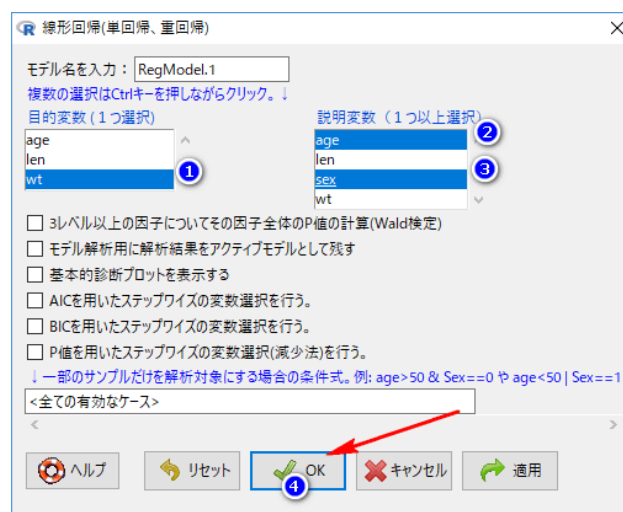 線形回帰(単回帰、重回帰)
モデル名を入力： RegModel.1
複数の選択はCtrlキーを押しながらクリック。↓
目的変数 (１つ選択) 説明変数（１つ以上選択）
age age
len len
wt sex
wt
1
2
3
3レベル以上の因子についてその因子全体のP値の計算(Wald検定)
モデル解析用に解析結果をアクティブモデルとして残す
基本的診断プロットを表示する
AICを用いたステップワイズの変数選択を行う。
BICを用いたステップワイズの変数選択を行う。
P値を用いたステップワイズの変数選択(減少法)を行う。
↓一部のサンプルだけを解析対象にする場合の条件式。例: age>50 & Sex==0 や age<50 | Sex==1
<全ての有効なケース>
ヘルプ リセット OK キャンセル 適用
4